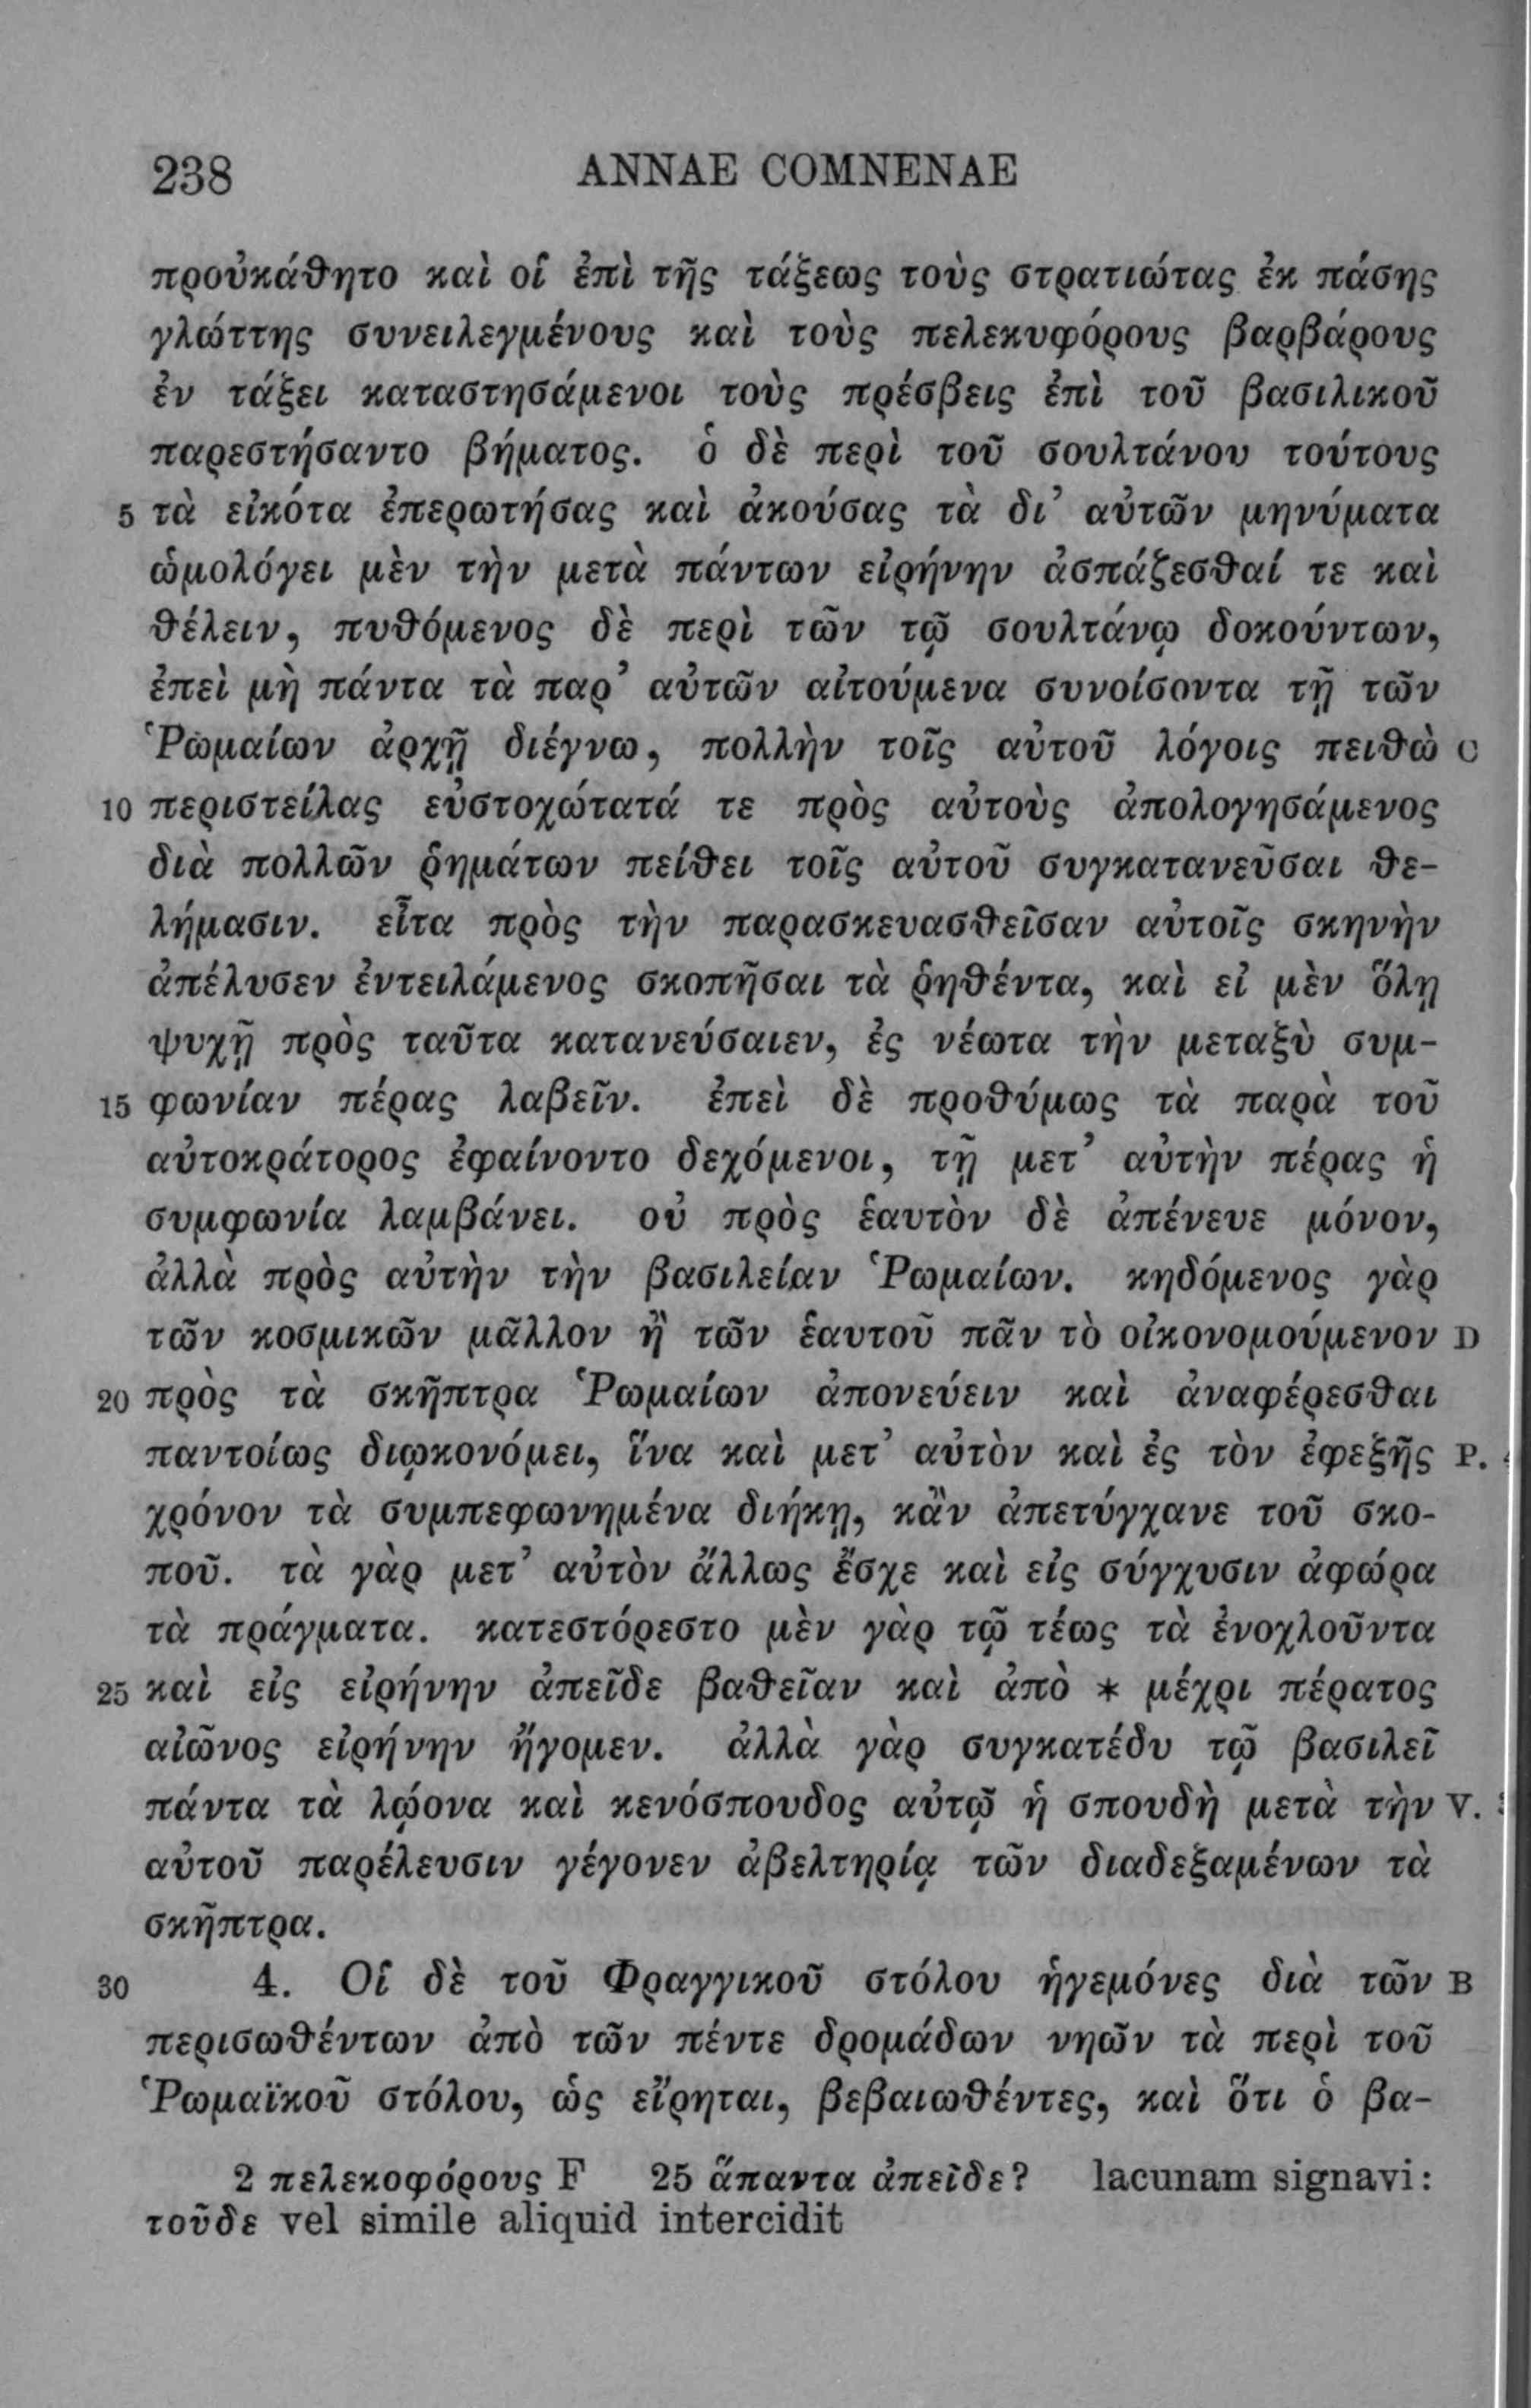 238 ANNAE COMNENAE
προὐκάθητο καὶ οἱ ἐπὶ τῆς τάξεως τοὺς στρατιώτας ἐκ πάσης
γλώττης συνειλεγμένους καὶ τοὺς πελεκυφόρους βαρβάρους
ἐν τάξει καταστησάμενοι τοὺς πρέσβεις ἐπὶ τοῦ βασιλικοῦ
παρεστήσαντο βήματος. ὁ δὲ περὶ τοῦ σουλτάνου τούτους
5 τὰ εἰκότα ἐπερωτήσας καὶ ἀκούσας τὰ δι’ αὐτῶν μηνύματα
ὡμολόγει μὲν τὴν μετὰ πάντων εἰρήνην ἀσπάζεσθαί τε καὶ
θέλειν, πυθόμενος δὲ περὶ τῶν τῷ σουλτάνῳ δοκούντων,
ἐπεὶ μὴ πάντα τὰ παρ’ αὐτῶν αἰτούμενα συνοίσοντα τῇ τῶν
Ῥωμαίων ἀρχῇ διέγνω, πολλὴν τοῖς αὐτοῦ λόγοις πειθὼ C
10 περιστείλας εὐστοχώτατά τε πρὸς αὐτοὺς ἀπολογησάμενος
διὰ πολλῶν ῥημάτων πείθει τοῖς αὐτοῦ συγκατανεῦσαι θε-
λήμασιν. εἶτα πρὸς τὴν παρασκευασθεῖσαν αὐτοῖς σκηνὴν
ἀπέλυσεν ἐντειλάμενος σκοπῆσαι τὰ ῥηθέντα, καὶ εἰ μὲν ὅλῃ
ψυχῇ πρὸς ταῦτα κατανεύσαιεν, ἐς νέωτα τὴν μεταξὺ συμ-
15 φωνίαν πέρας λαβεῖν. ἐπεὶ δὲ προθύμως τὰ παρὰ τοῦ
αὐτοκράτορος ἐφαίνοντο δεχόμενοι, τῇ μετ’ αὐτὴν πέρας ἡ
συμφωνία λαμβάνει. οὐ πρὸς ἑαυτὸν δὲ ἀπένευε μόνον,
ἀλλὰ πρὸς αὐτὴν τὴν βασιλείαν Ῥωμαίων. κηδόμενος γὰρ
τῶν κοσμικῶν μᾶλλον ἢ τῶν ἑαυτοῦ πᾶν τὸ οἰκονομούμενον D
20 πρὸς τὰ σκῆπτρα Ῥωμαίων ἀπονεύειν καὶ ἀναφέρεσθαι
παντοίως διῳκονόμει, ἵνα καὶ μετ’ αὐτὸν καὶ ἐς τὸν ἐφεξῆς P.
χρόνον τὰ συμπεφωνημένα διήκῃ, κἂν ἀπετύγχανε τοῦ σκο-
ποῦ. τὰ γὰρ μετ’ αὐτὸν ἄλλως ἔσχε καὶ εἰς σύγχυσιν ἀφώρα
τὰ πράγματα. κατεστόρεστο μὲν γὰρ τῷ τέως τὰ ἐνοχλοῦντα
25 καὶ εἰς εἰρήνην ἀπεῖδε βαθεῖαν καὶ ἀπὸ * μέχρι πέρατος
αἰῶνος εἰρήνην ἤγομεν. ἀλλὰ γὰρ συγκατέδυ τῷ βασιλεῖ
πάντα τὰ λῴονα καὶ κενόσπουδος αὐτῷ ἡ σπουδὴ μετὰ τὴν V.
αὐτοῦ παρέλευσιν γέγονεν ἀβελτηρίᾳ τῶν διαδεξαμένων τὰ
σκῆπτρα.
30 4. Οἱ δὲ τοῦ Φραγγικοῦ στόλου ἡγεμόνες διὰ τῶν B
περισωθέντων ἀπὸ τῶν πέντε δρομάδων νηῶν τὰ περὶ τοῦ
Ῥωμαϊκοῦ στόλου, ὡς εἴρηται, βεβαιωθέντες, καὶ ὅτι ὁ βα-
2 πελεκοφόρους F 25 ἅπαντα ἀπεῖδε? lacunam signavi:
τοῦδε vel simile aliquid intercidit